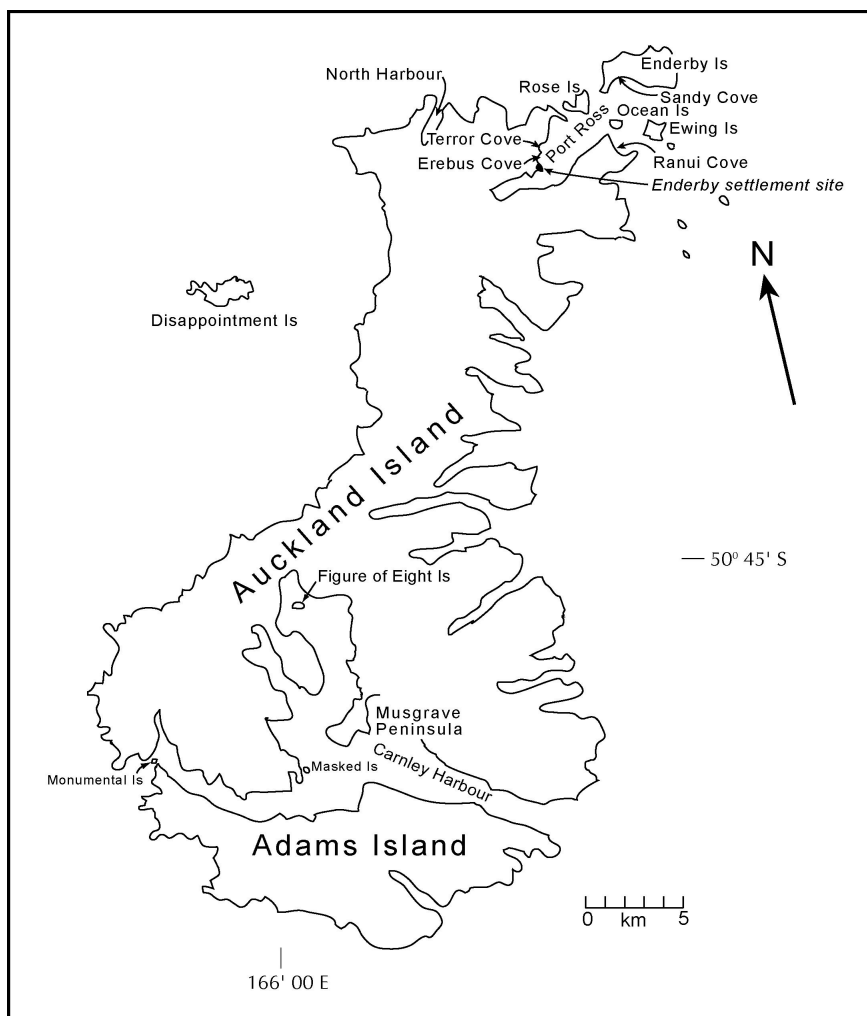 Enderby Is
North Harbour
Rose Is
Sandy Cove
Ocean Is
Port Ross
Ewing Is
Terror Cove
Erebus Cove
Ranui Cove
Enderby settlement site
N
Disappointment Is
Auckland Island
50⁰ 45' S
Figure of Eight Is
Musgrave
Peninsula
Carnley Harbour
Masked Is
Monumental Is
Adams Island
0 km 5
166' 00 E